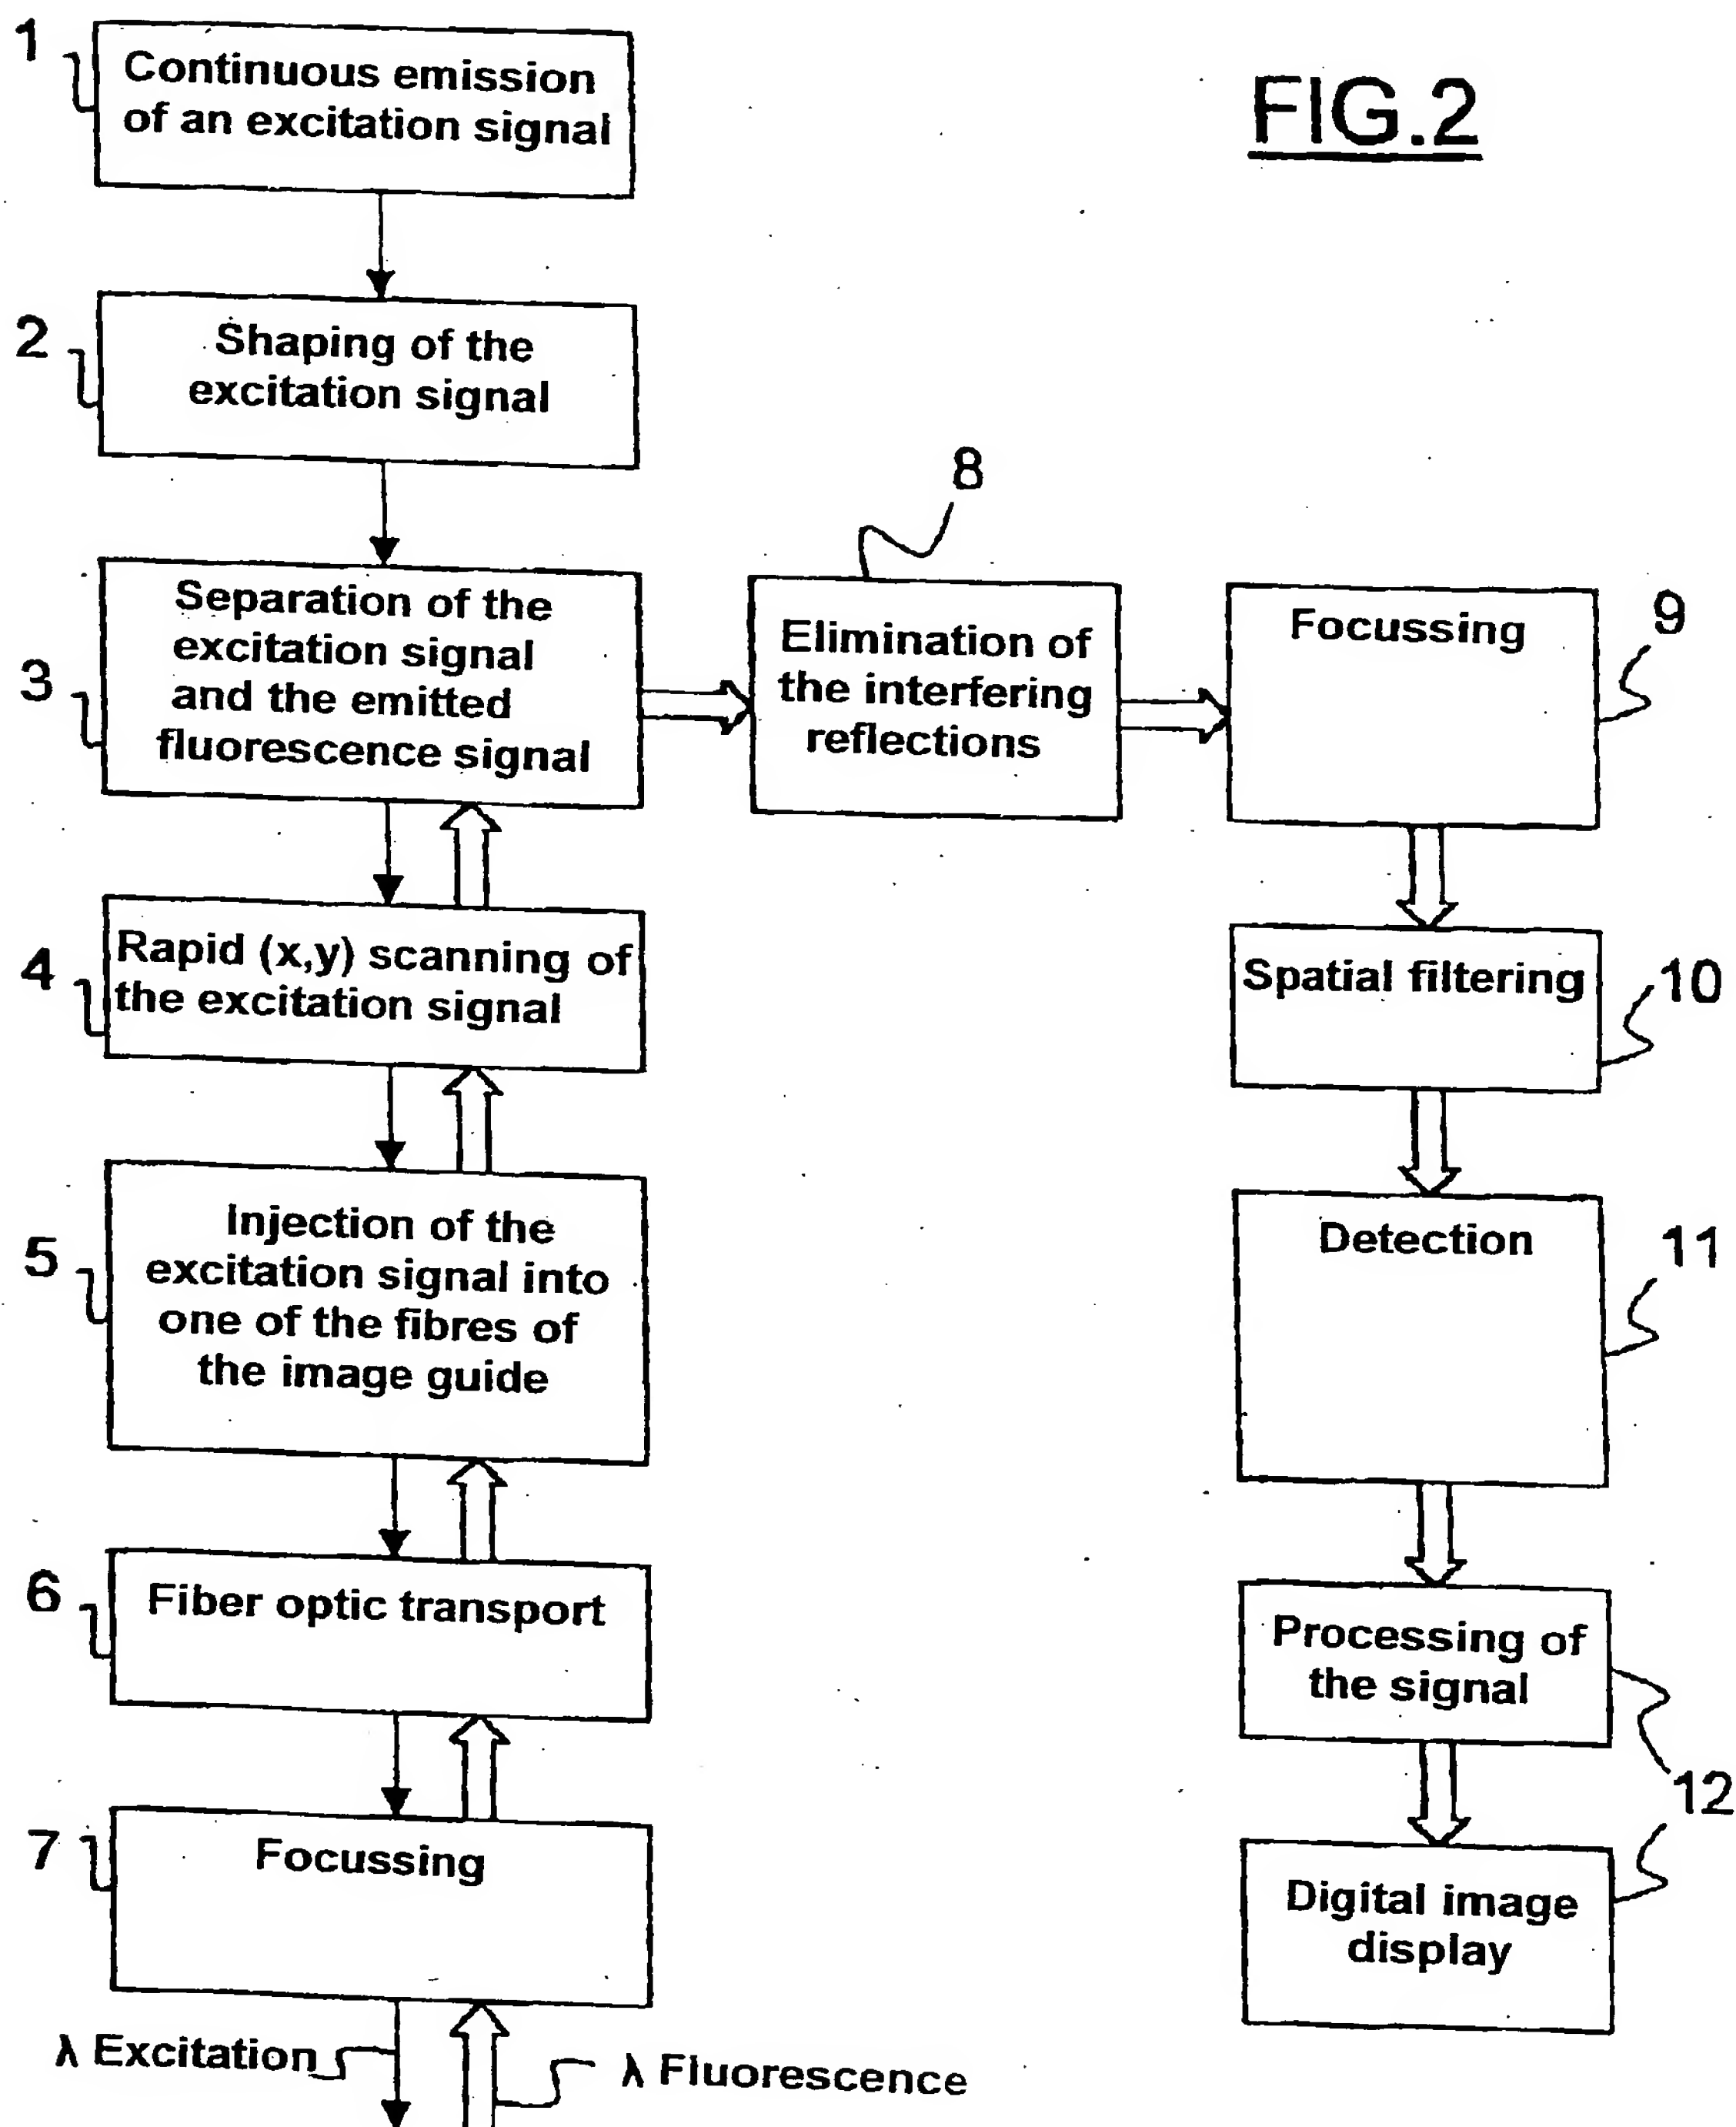 FIG.2
1
Continuous emission
of an excitation signal
2
Shaping of the
excitation signal
3
Separation of the
excitation signal
and the emitted
fluorescence signal
8
Elimination of
the interfering
reflections
9
Focussing
4
Rapid (x,y) scanning of
the excitation signal
10
Spatial filtering
5
Injection of the
excitation signal into
one of the fibres of
the image guide
11
Detection
6
Fiber optic transport
Processing of
the signal
12
7
Focussing
Digital image
display
λ Excitation
λ Fluorescence